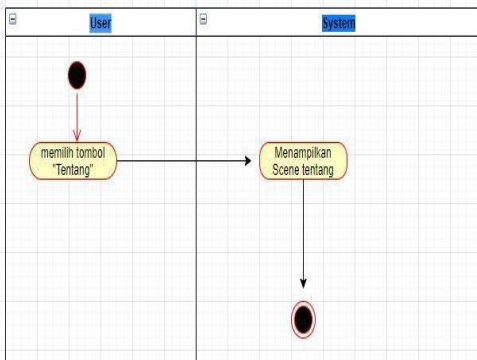 User
System
memilih tombol
"Tentang"
Menampilkan
Scene tentang